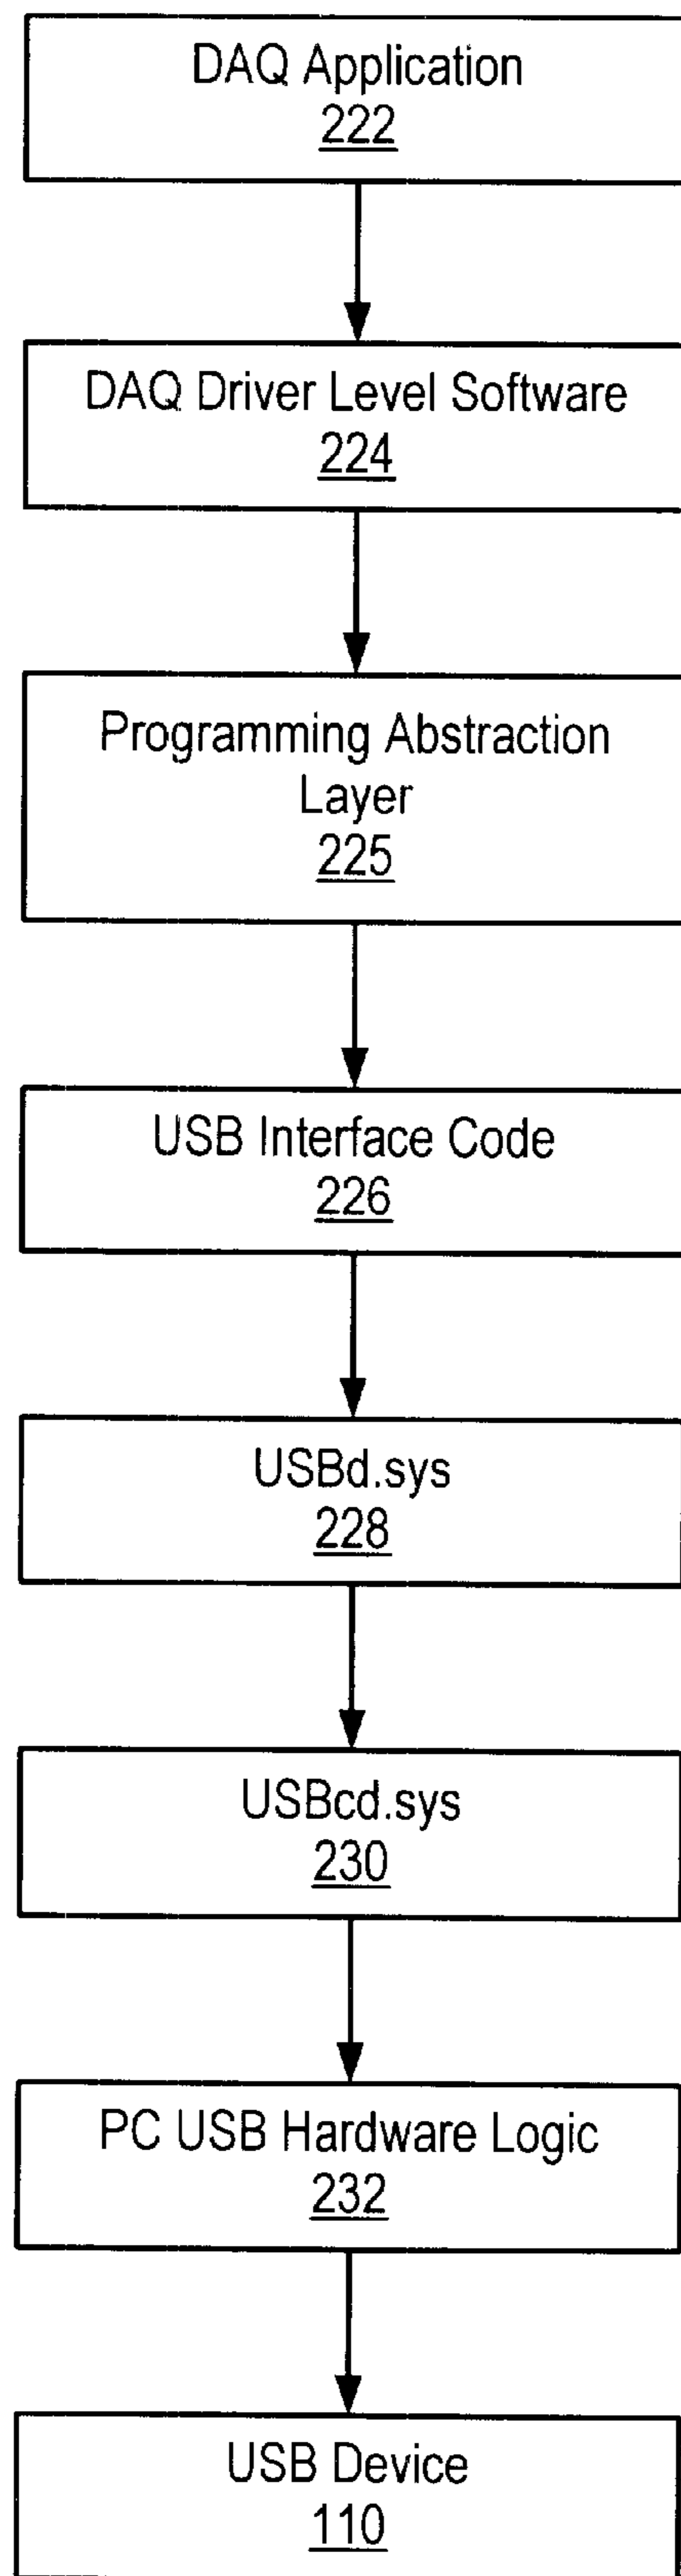 DAQ Application
222
DAQ Driver Level Software
224
Programming Abstraction
Layer
225
USB Interface Code
226
USBd.sys
228
USBcd.sys
230
PC USB Hardware Logic
232
USB Device
110